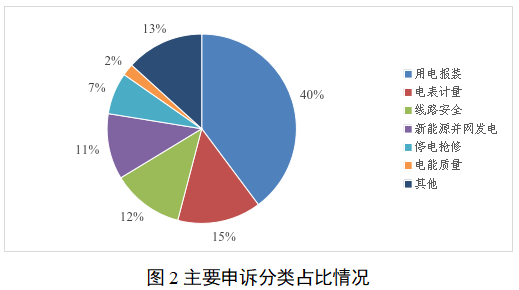 13%
2%
7%
11%
12%
15%
40%
用电报装
电表计量
线路安全
新能源并网发电
停电抢修
电能质量
其他
图 2 主要申诉分类占比情况